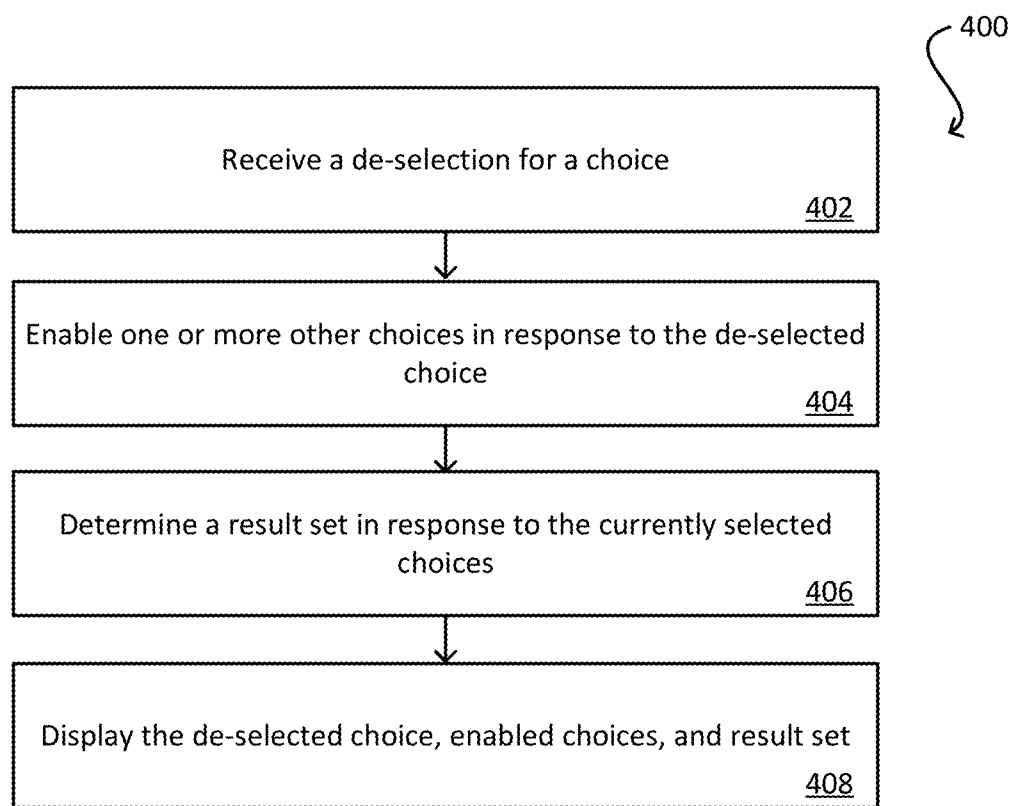 400
Receive a de-selection for a choice
402
Enable one or more other choices in response to the de-selected
choice
404
Determine a result set in response to the currently selected
choices
406
Display the de-selected choice, enabled choices, and result set
408